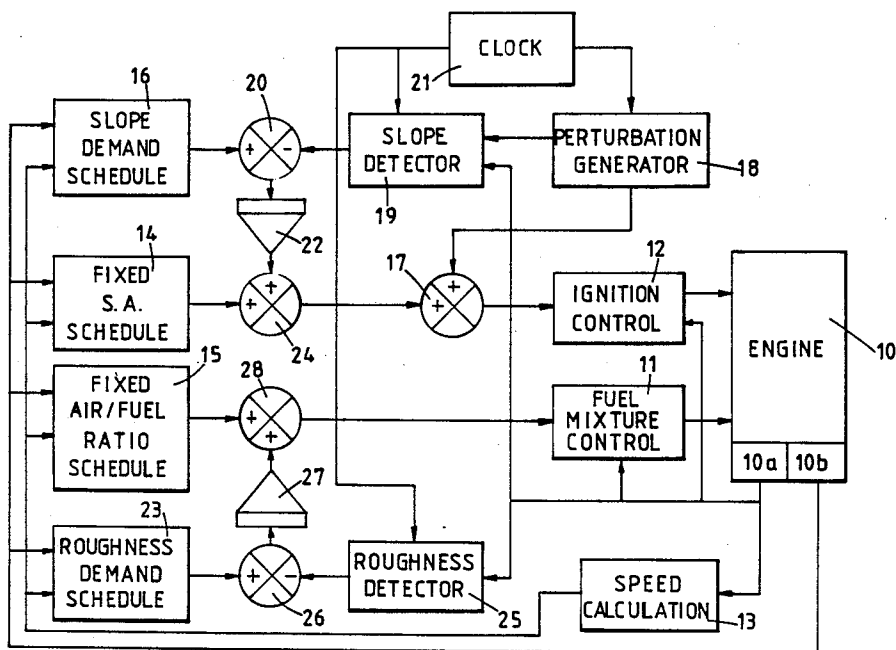 CLOCK
21
16
SLOPE
DEMAND
SCHEDULE
20
+ -
SLOPE
DETECTOR
19
PERTURBATION
GENERATOR
18
22
14
FIXED
S. A.
SCHEDULE
+
+
24
17
+
+
12
IGNITION
CONTROL
ENGINE
10
15
FIXED
AIR/FUEL
RATIO
SCHEDULE
28
+
+
11
FUEL
MIXTURE
CONTROL
10a 10b
27
23
ROUGHNESS
DEMAND
SCHEDULE
+ -
26
ROUGHNESS
DETECTOR
25
SPEED
CALCULATION
13